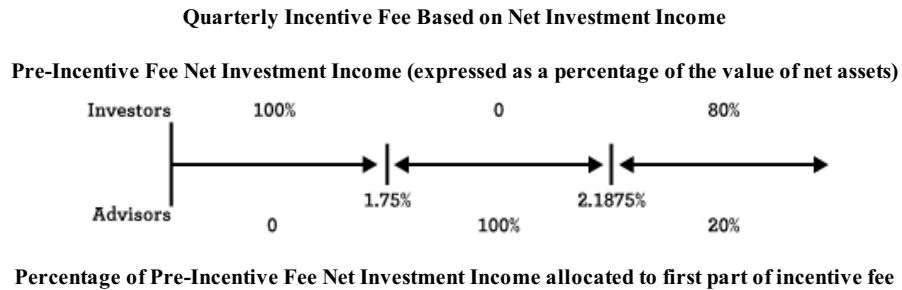 Quarterly Incentive Fee Based on Net Investment Income
Pre-Incentive Fee Net Investment Income (expressed as a percentage of the value of net assets)
Investors 100% 0 80%
1.75% 2.1875%
Advisors 0 100% 20%
Percentage of Pre-Incentive Fee Net Investment Income allocated to first part of incentive fee